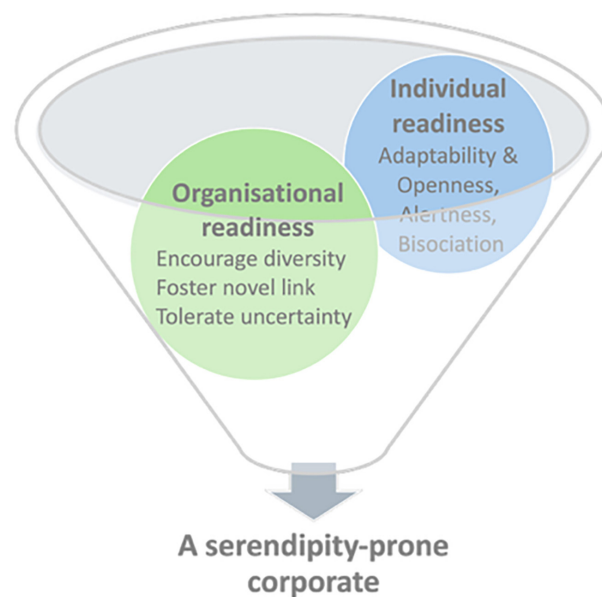 Individual
readiness
Adaptability &
Openness,
Alertness,
Bisociation
Organisational
readiness
Encourage diversity
Foster novel link
Tolerate uncertainty
A serendipity-prone
corporate